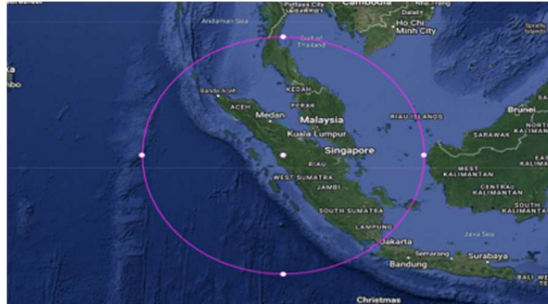 Cambodia
Andaman Sea
Gulf of
Thailand
Ho Chi
Minh City
Banda Aceh
ACEH
Medan
KEDAH
PERAK
Malaysia
Kuala Lumpur
RIAU ISLANDS
Singapore
RIAU
WEST SUMATRA
JAMBI
SOUTH SUMATRA
LAMPUNG
Brunei
SARAWAK
WEST
KALIMANTAN
CENTRAL
KALIMANTAN
SOUTH
KALIMANTAN
Java Sea
Jakarta
Bandung
Semarang
Surabaya
Christmas